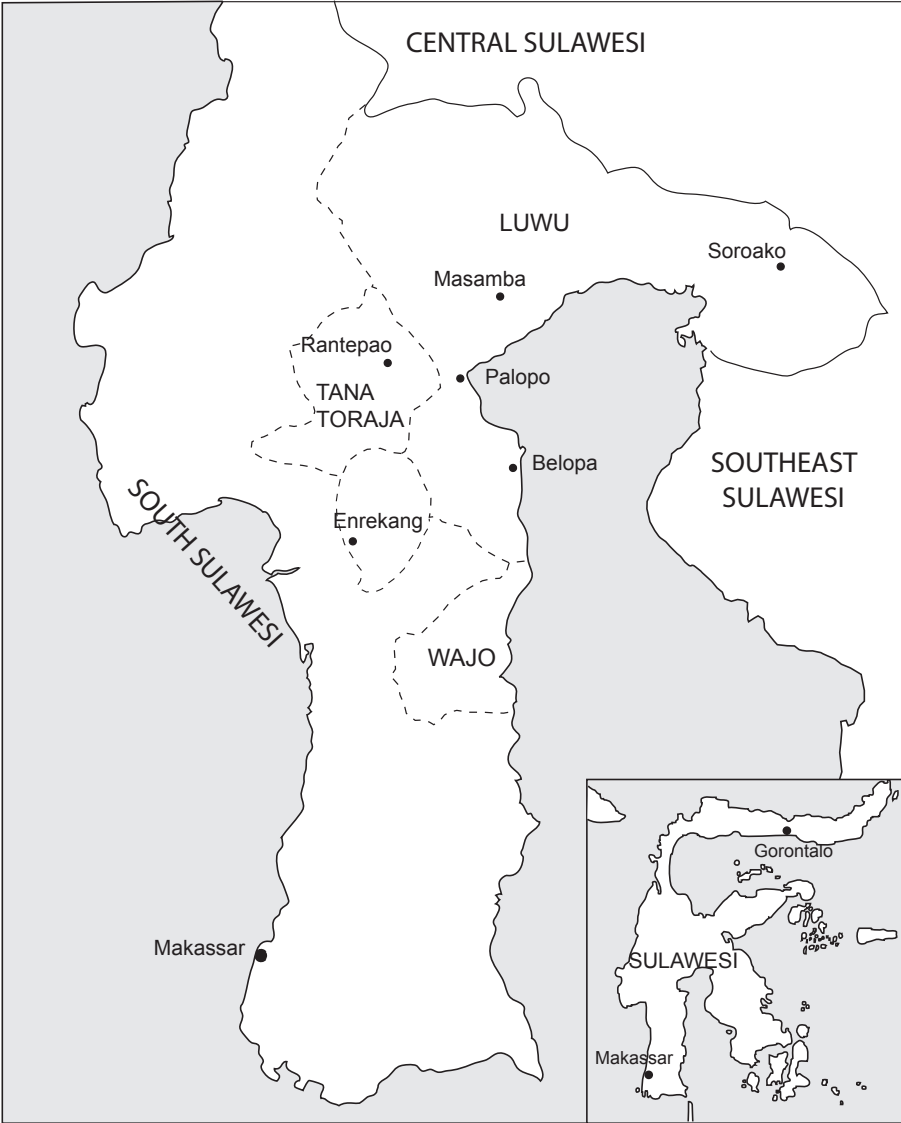 CENTRAL SULAWESI
LUWU
Soroako
Masamba
Rantepao
Palopo
TANA
TORAJA
Belopa
SOUTHEAST
SULAWESI
SOUTH SULAWESI
Enrekang
WAJO
Makassar
Gorontalo
SULAWESI
Makassar